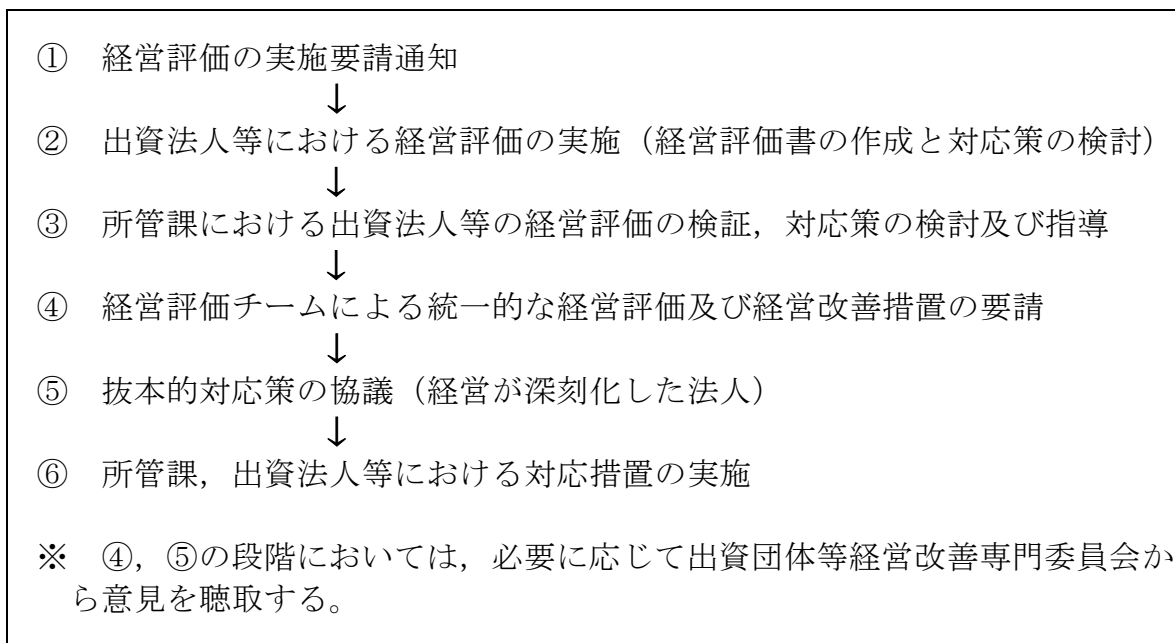 ①　経営評価の実施要請通知
↓
②　出資法人等における経営評価の実施（経営評価書の作成と対応策の検討）
↓
③　所管課における出資法人等の経営評価の検証，対応策の検討及び指導
↓
④　経営評価チームによる統一的な経営評価及び経営改善措置の要請
↓
⑤　抜本的対応策の協議（経営が深刻化した法人）
↓
⑥　所管課，出資法人等における対応措置の実施
※　④，⑤の段階においては，必要に応じて出資団体等経営改善専門委員会か
ら意見を聴取する。